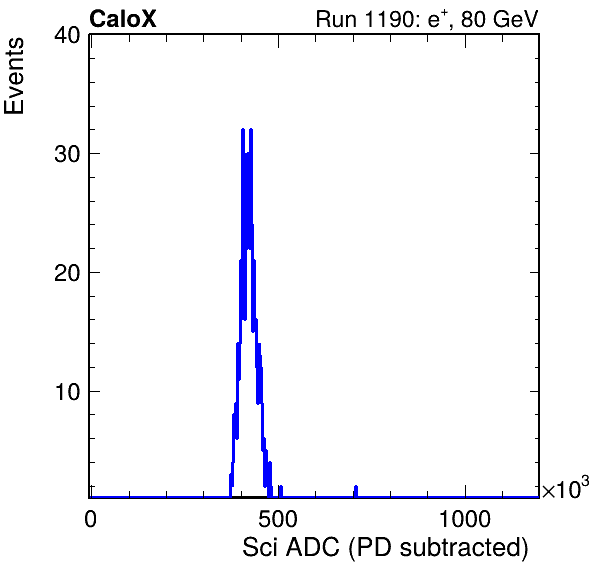 CaloX Run 1190: e⁺, 80 GeV
Events
40
30
20
10
0 500 1000
×10³
Sci ADC (PD subtracted)